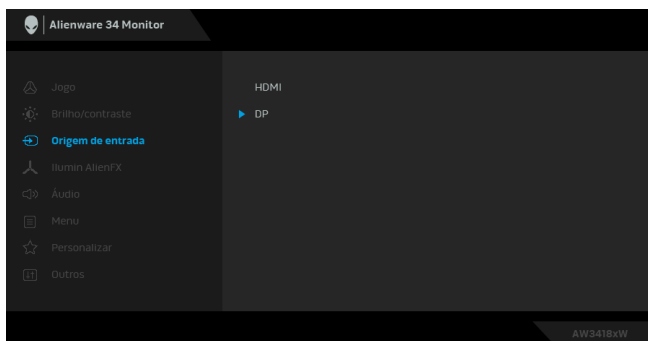 Alienware 34 Monitor
Jogo
HDMI
Brilho/contraste
DP
Origem de entrada
Ilumin AlienFX
Áudio
Menu
Personalizar
Outros
AW3418xW